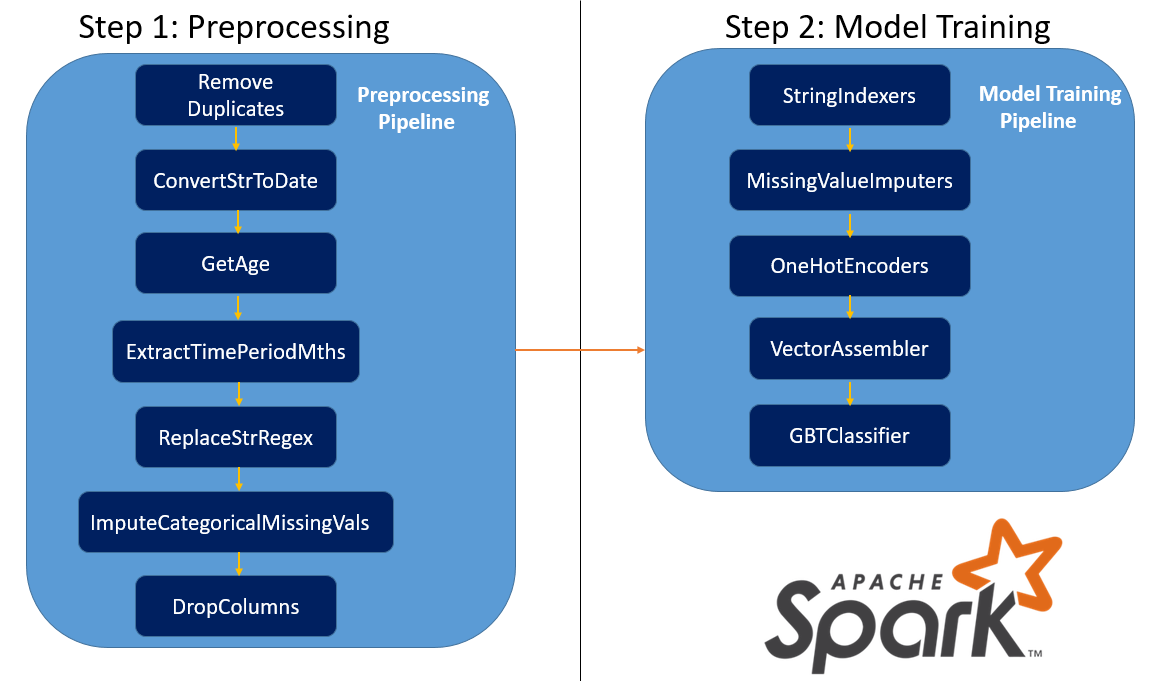 Step 1: Preprocessing
Remove
Duplicates
Preprocessing
Pipeline
ConvertStrToDate
GetAge
ExtractTimePeriodMths
ReplaceStrRegex
ImputeCategoricalMissingVals
DropColumns
Step 2: Model Training
StringIndexers
Model Training
Pipeline
MissingValueImputers
OneHotEncoders
VectorAssembler
GBTClassifier
APACHE
Spark™